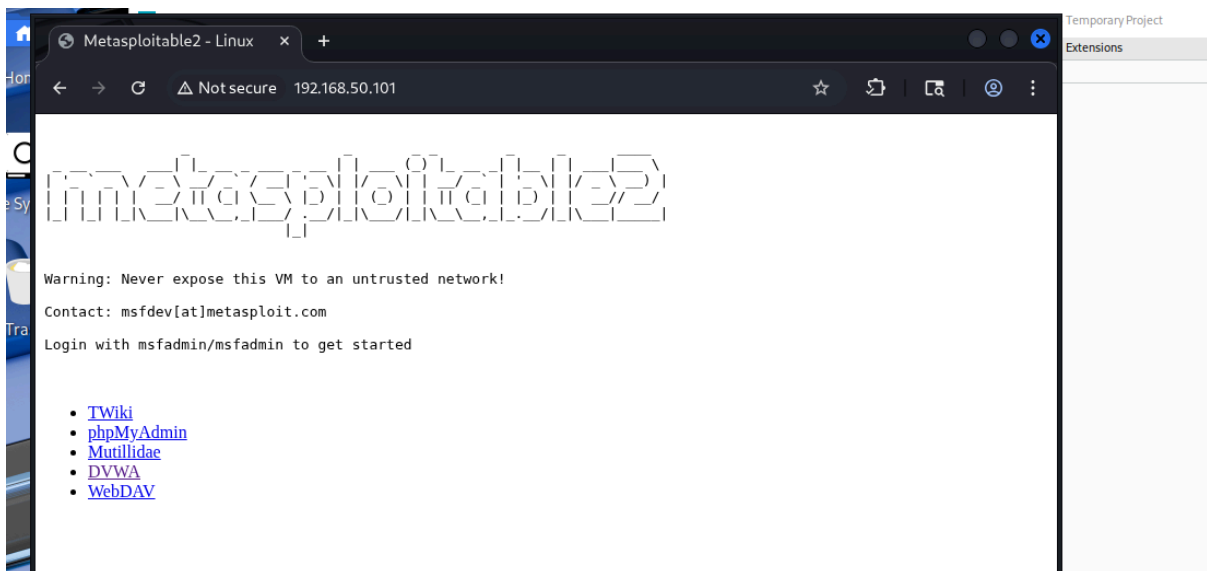 Temporary Project
Metasploitable2 - Linux
Extensions
Not secure 192.168.50.101
metasploitable2
Warning: Never expose this VM to an untrusted network!
Contact: msfdev[at]metasploit.com
Login with msfadmin/msfadmin to get started
TWiki
phpMyAdmin
Mutillidae
DVWA
WebDAV